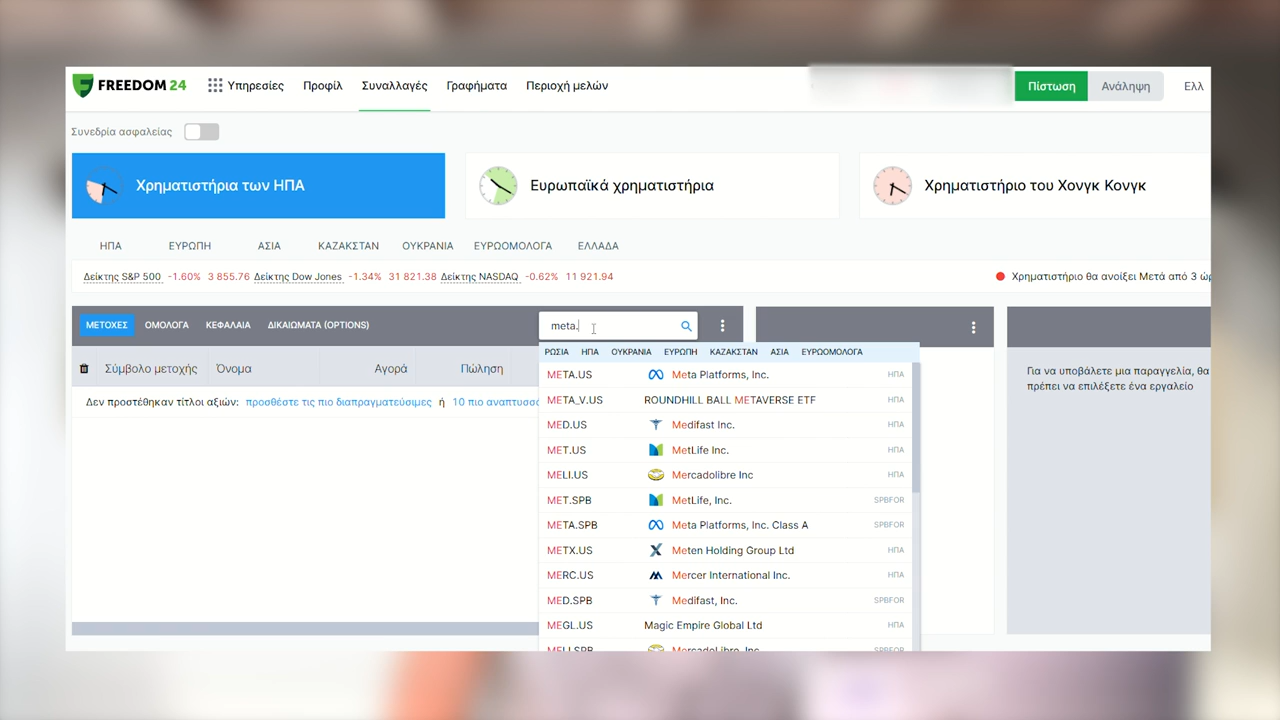 FREEDOM 24 Υπηρεσίες Προφίλ Συναλλαγές Γραφήματα Περιοχή μελών Πίστωση Ανάληψη Ελλ
Συνεδρία ασφαλείας
Χρηματιστήρια των ΗΠΑ Ευρωπαϊκά χρηματιστήρια Χρηματιστήριο του Χονγκ Κονγκ
ΗΠΑ ΕΥΡΩΠΗ ΑΣΙΑ ΚΑΖΑΚΣΤΑΝ ΟΥΚΡΑΝΙΑ ΕΥΡΩΟΜΟΛΟΓΑ ΕΛΛΑΔΑ
Δείκτης S&P 500 -1.60% 3 855.76 Δείκτης Dow Jones -1.34% 31 821.38 Δείκτης NASDAQ -0.62% 11 921.94 Χρηματιστήριο θα ανοίξει Μετά από 3
ΜΕΤΟΧΕΣ ΟΜΟΛΟΓΑ ΚΕΦΑΛΑΙΑ ΔΙΚΑΙΩΜΑΤΑ (OPTIONS) meta.
ΡΩΣΙΑ ΗΠΑ ΟΥΚΡΑΝΙΑ ΕΥΡΩΠΗ ΚΑΖΑΚΣΤΑΝ ΑΣΙΑ ΕΥΡΩΟΜΟΛΟΓΑ
Σύμβολο μετοχής Όνομα Αγορά Πώληση
Δεν προστέθηκαν τίτλοι αξιών: προσθέστε τις πιο διαπραγματεύσιμες ή 10 πιο αναπτυσσό
META.US Meta Platforms, Inc. ΗΠΑ
META_V.US ROUNDHILL BALL METAVERSE ETF ΗΠΑ
MED.US Medifast Inc. ΗΠΑ
MET.US MetLife Inc. ΗΠΑ
MELI.US Mercadolibre Inc ΗΠΑ
MET.SPB MetLife, Inc. SPBFOR
META.SPB Meta Platforms, Inc. Class A SPBFOR
METX.US Meten Holding Group Ltd ΗΠΑ
MERC.US Mercer International Inc. ΗΠΑ
MED.SPB Medifast, Inc. SPBFOR
MEGL.US Magic Empire Global Ltd ΗΠΑ
MELI.SPB MercadoLibre, Inc. SPBFOR
Για να υποβάλετε μια παραγγελία, θα
πρέπει να επιλέξετε ένα εργαλείο